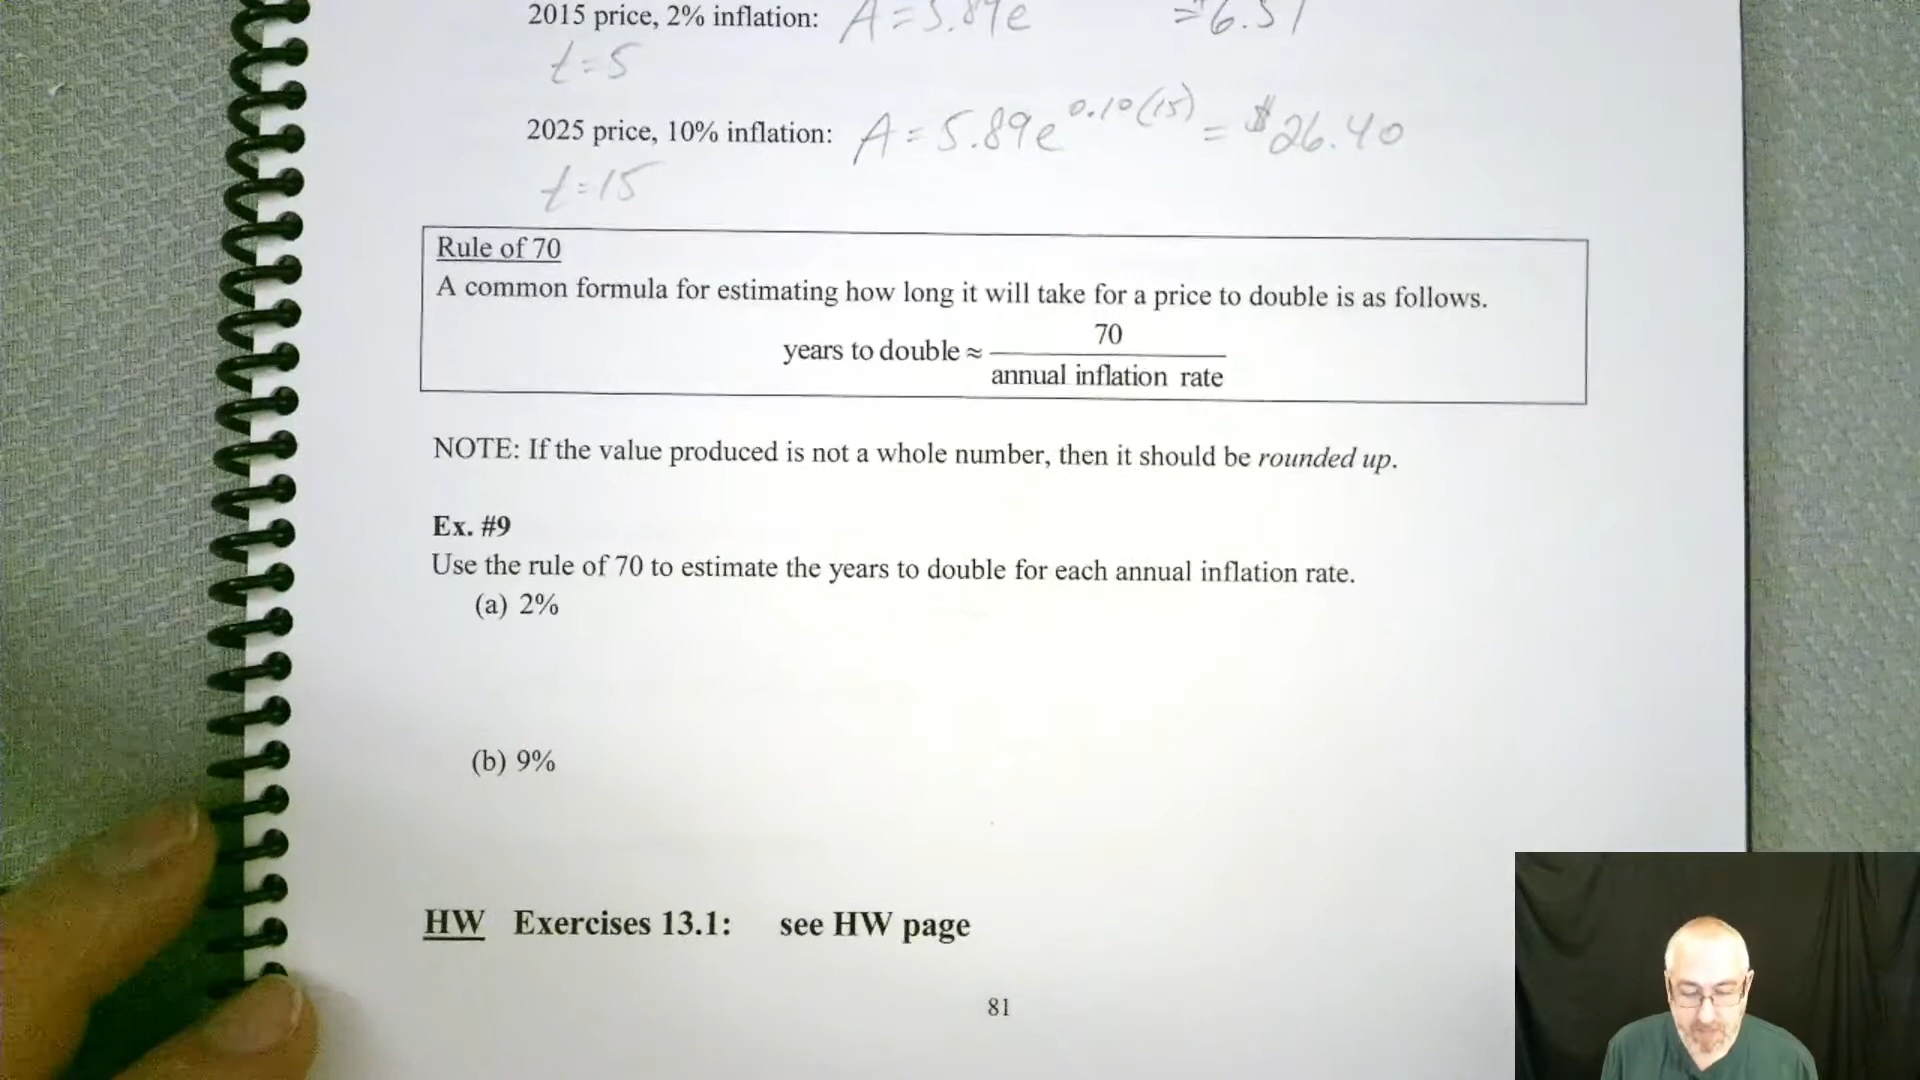 2015 price, 2% inflation: A = 5.89e = 6.51
t = 5
2025 price, 10% inflation: A = 5.89e^0.10(15) = $26.40
t = 15
Rule of 70
A common formula for estimating how long it will take for a price to double is as follows.
years to double ≈ 70 / annual inflation rate
NOTE: If the value produced is not a whole number, then it should be rounded up.
Ex. #9
Use the rule of 70 to estimate the years to double for each annual inflation rate.
(a) 2%
(b) 9%
HW Exercises 13.1: see HW page
81